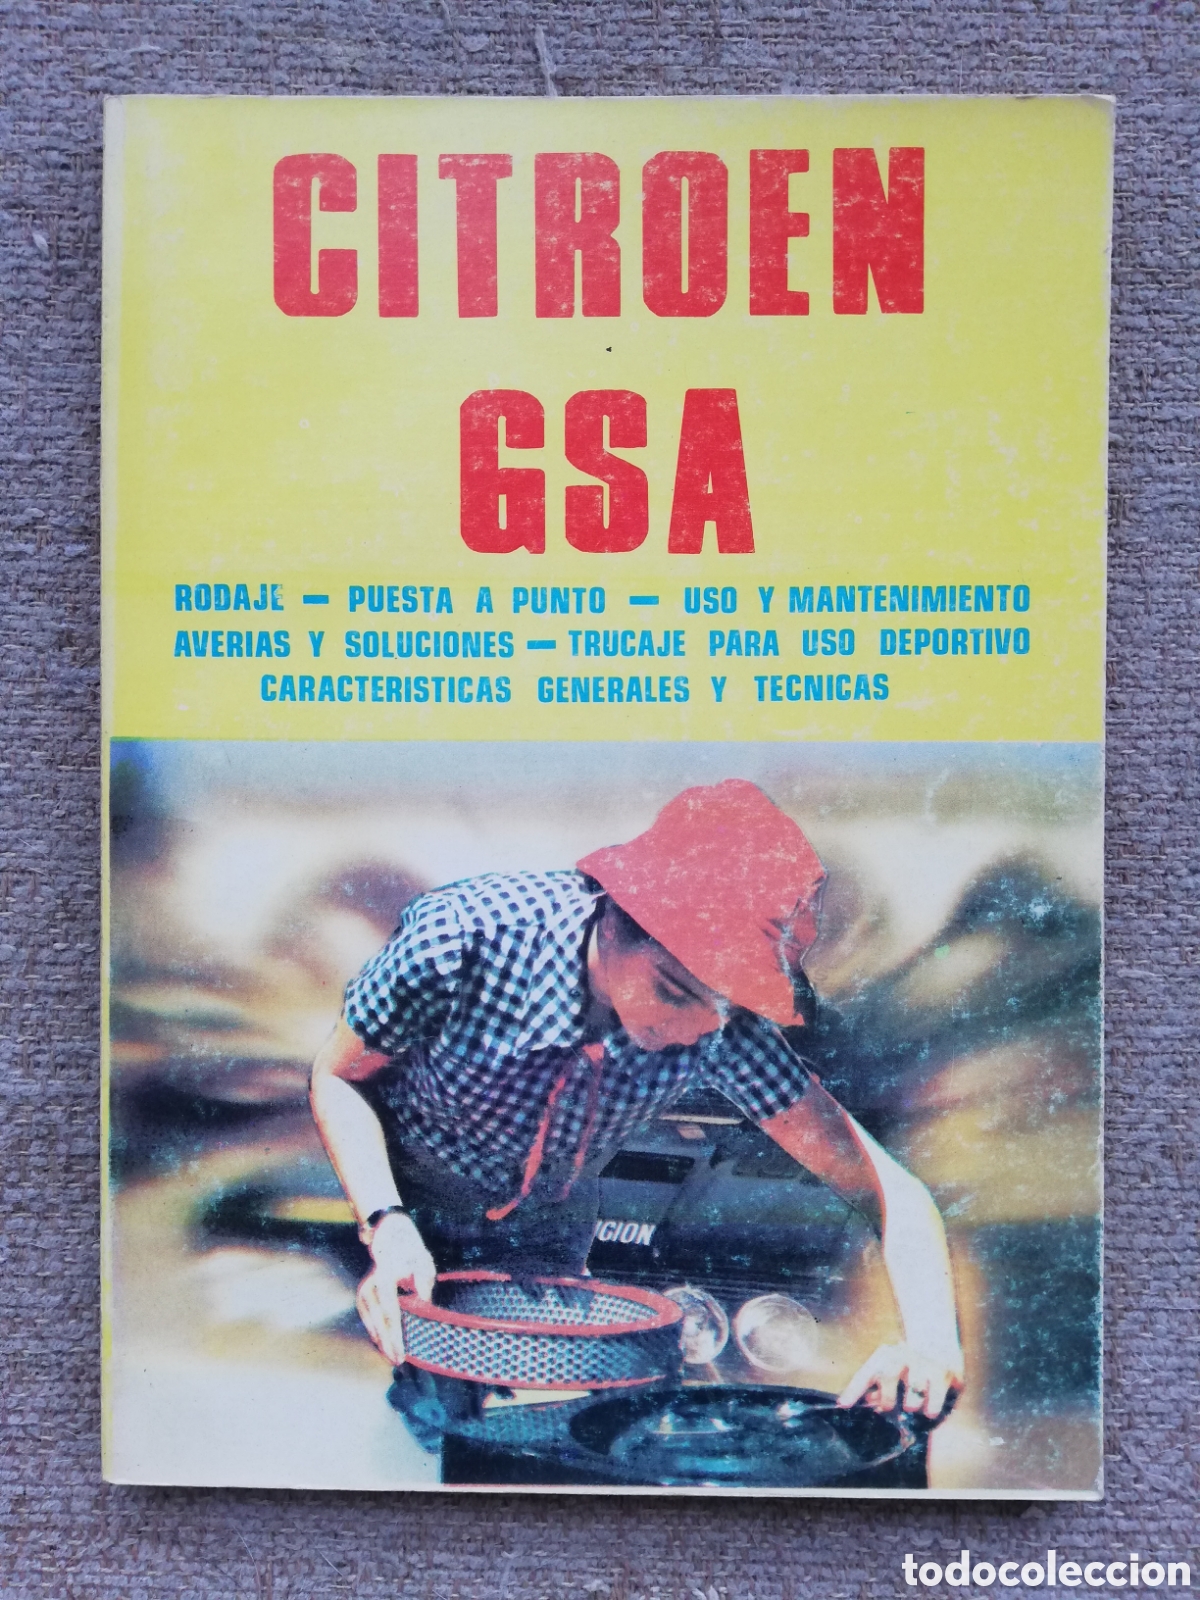 CITROEN
GSA
RODAJE — PUESTA A PUNTO — USO Y MANTENIMIENTO
AVERIAS Y SOLUCIONES — TRUCAJE PARA USO DEPORTIVO
CARACTERISTICAS GENERALES Y TECNICAS
ICION
todocoleccion